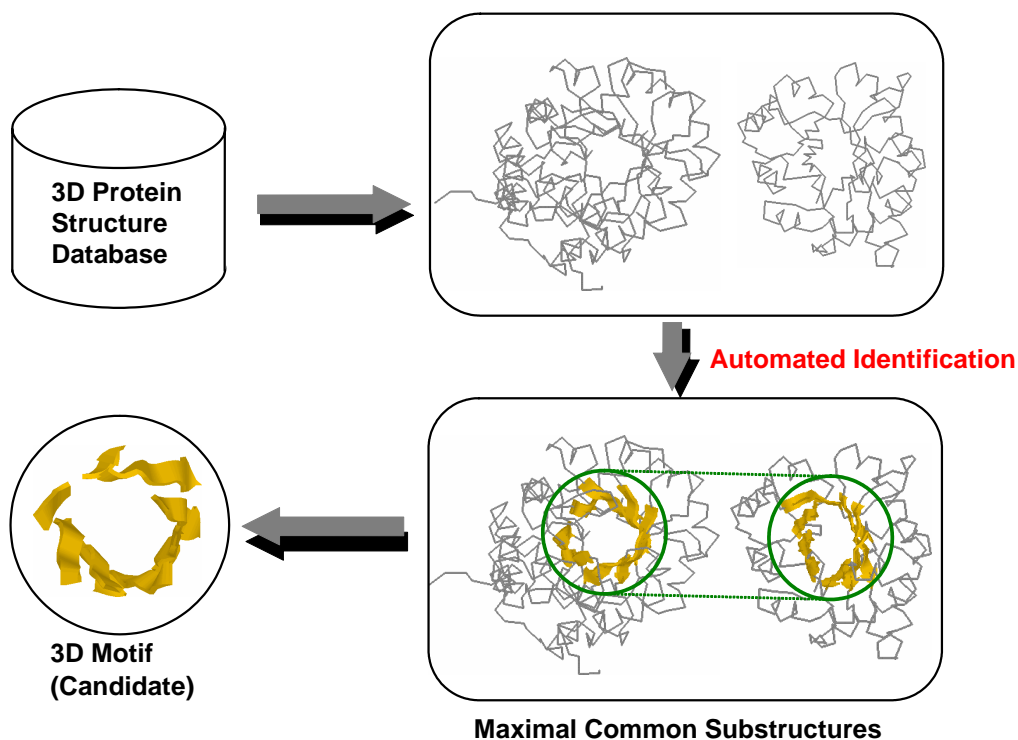 3D Protein
Structure
Database
Automated Identification
3D Motif
(Candidate)
Maximal Common Substructures